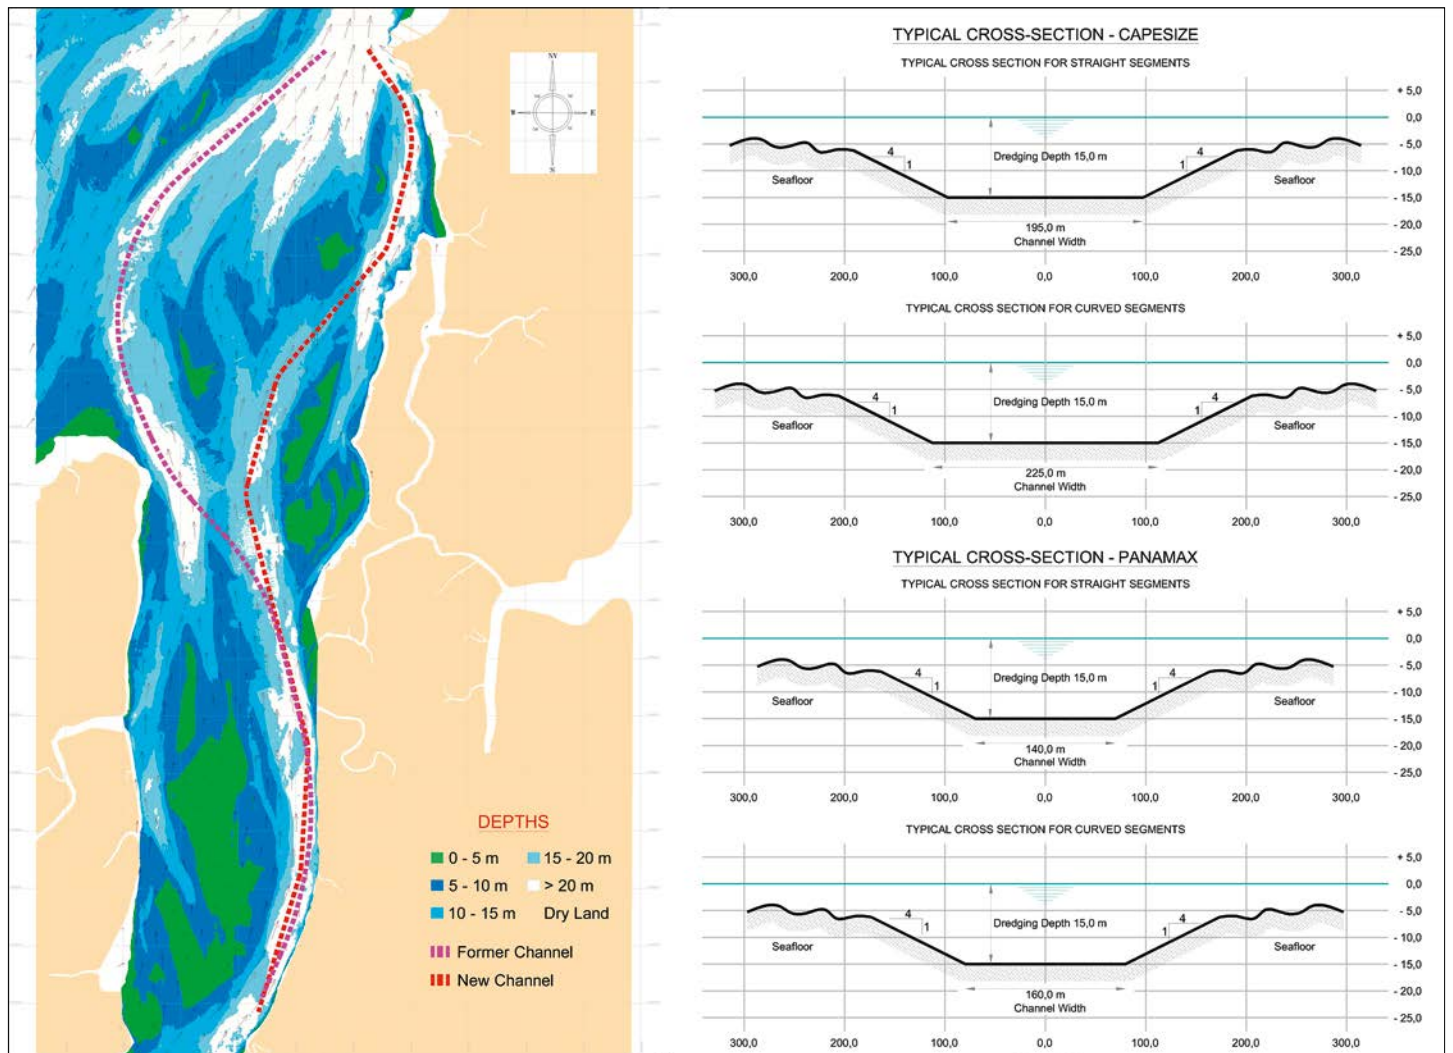 NV
W
E
N
DEPTHS
0 - 5 m
15 - 20 m
5 - 10 m
> 20 m
10 - 15 m
Dry Land
Former Channel
New Channel
TYPICAL CROSS-SECTION - CAPESIZE
TYPICAL CROSS SECTION FOR STRAIGHT SEGMENTS
+ 5,0
0,0
- 5,0
- 10,0
- 15,0
- 20,0
- 25,0
4
1
Dredging Depth 15,0 m
4
1
Seafloor
Seafloor
195,0 m
Channel Width
300,0 200,0 100,0 0,0 100,0 200,0 300,0
TYPICAL CROSS SECTION FOR CURVED SEGMENTS
+ 5,0
0,0
- 5,0
- 10,0
- 15,0
- 20,0
- 25,0
4
1
Dredging Depth 15,0 m
4
1
Seafloor
Seafloor
225,0 m
Channel Width
300,0 200,0 100,0 0,0 100,0 200,0 300,0
TYPICAL CROSS-SECTION - PANAMAX
TYPICAL CROSS SECTION FOR STRAIGHT SEGMENTS
+ 5,0
0,0
- 5,0
- 10,0
- 15,0
- 20,0
- 25,0
4
1
Dredging Depth 15,0 m
4
1
Seafloor
Seafloor
140,0 m
Channel Width
300,0 200,0 100,0 0,0 100,0 200,0 300,0
TYPICAL CROSS SECTION FOR CURVED SEGMENTS
+ 5,0
0,0
- 5,0
- 10,0
- 15,0
- 20,0
- 25,0
4
1
Dredging Depth 15,0 m
4
1
Seafloor
Seafloor
160,0 m
Channel Width
300,0 200,0 100,0 0,0 100,0 200,0 300,0